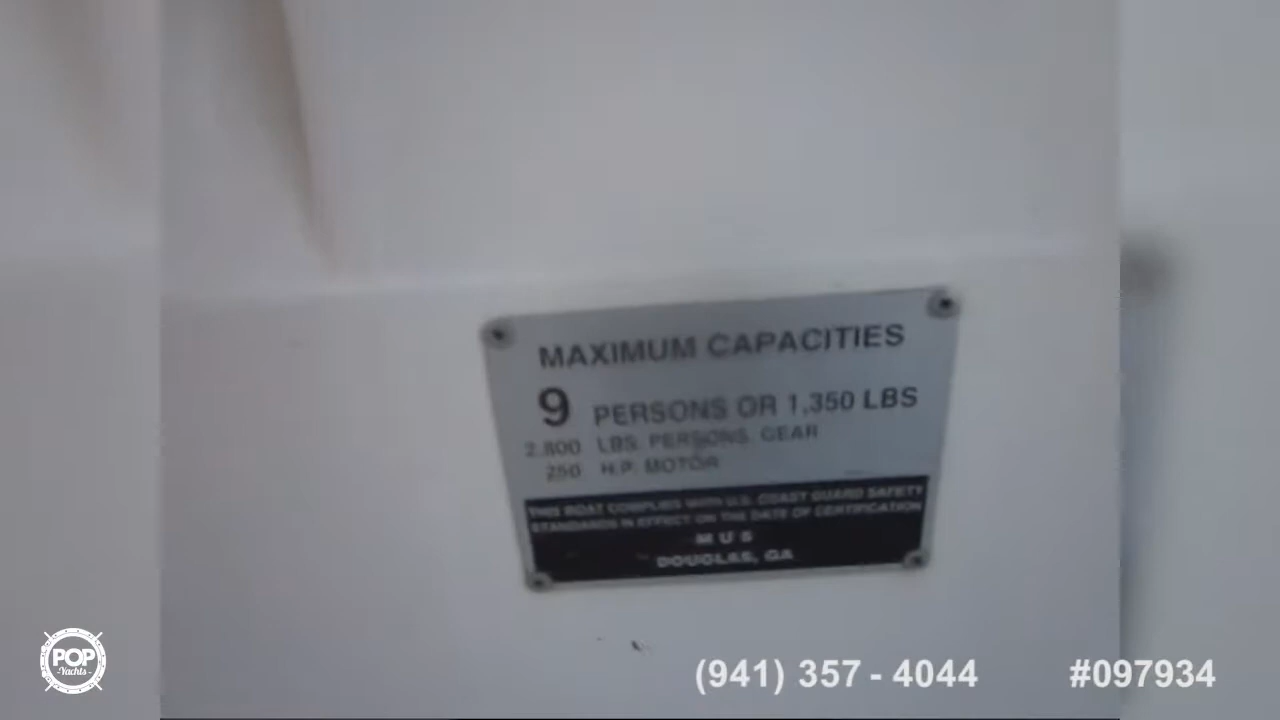 MAXIMUM CAPACITIES
9 PERSONS OR 1,350 LBS
2,800 LBS. PERSONS, GEAR
250 H.P. MOTOR
THIS BOAT COMPLIES WITH U.S. COAST GUARD SAFETY
STANDARDS IN EFFECT ON THE DATE OF CERTIFICATION
DOUGLAS, GA
POP
-Yachts-
(941) 357 - 4044 #097934